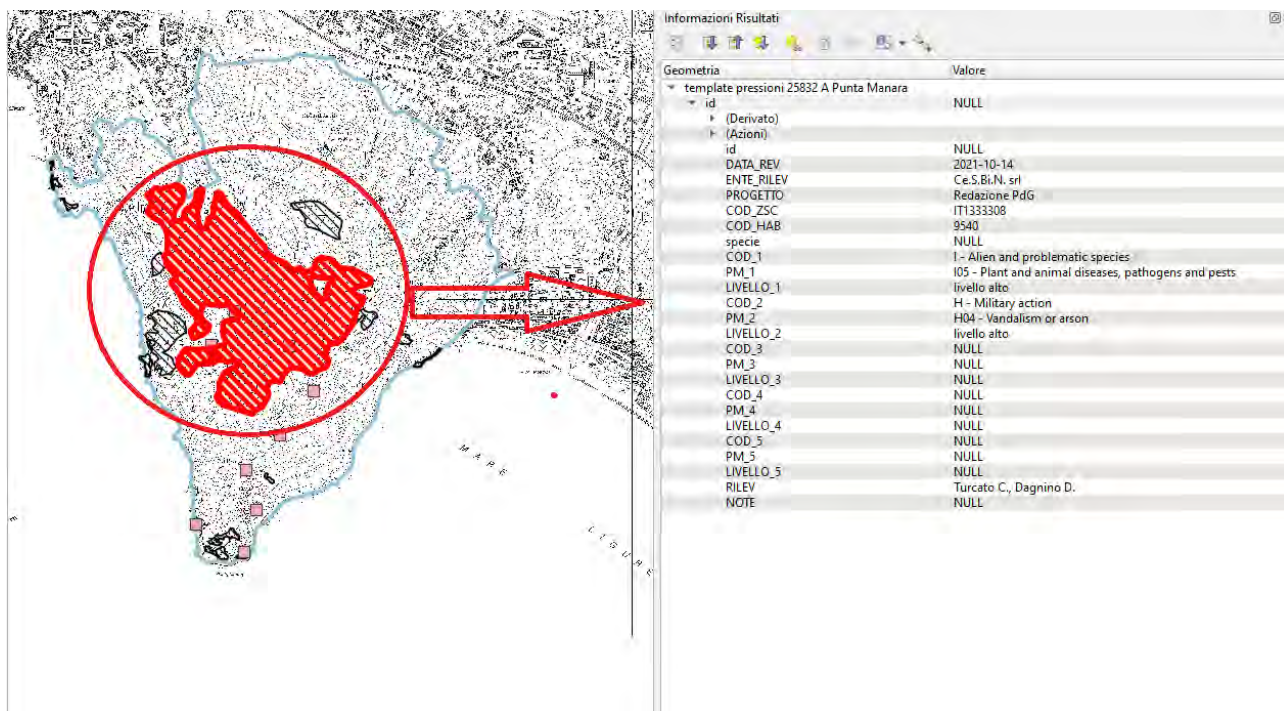 Informazioni Risultati
Geometria Valore
template pressioni 25832 A Punta Manara
id NULL
(Derivato)
(Azioni)
id NULL
DATA_REV 2021-10-14
ENTE_RILEV Ce.S.Bi.N. srl
PROGETTO Redazione PdG
COD_ZSC IT1333308
COD_HAB 9540
specie NULL
COD_1 I - Alien and problematic species
PM_1 I05 - Plant and animal diseases, pathogens and pests
LIVELLO_1 livello alto
COD_2 H - Military action
PM_2 H04 - Vandalism or arson
LIVELLO_2 livello alto
COD_3 NULL
PM_3 NULL
LIVELLO_3 NULL
COD_4 NULL
PM_4 NULL
LIVELLO_4 NULL
COD_5 NULL
PM_5 NULL
LIVELLO_5 NULL
RILEV Turcato C., Dagnino D.
NOTE NULL
MARE
LIGURE